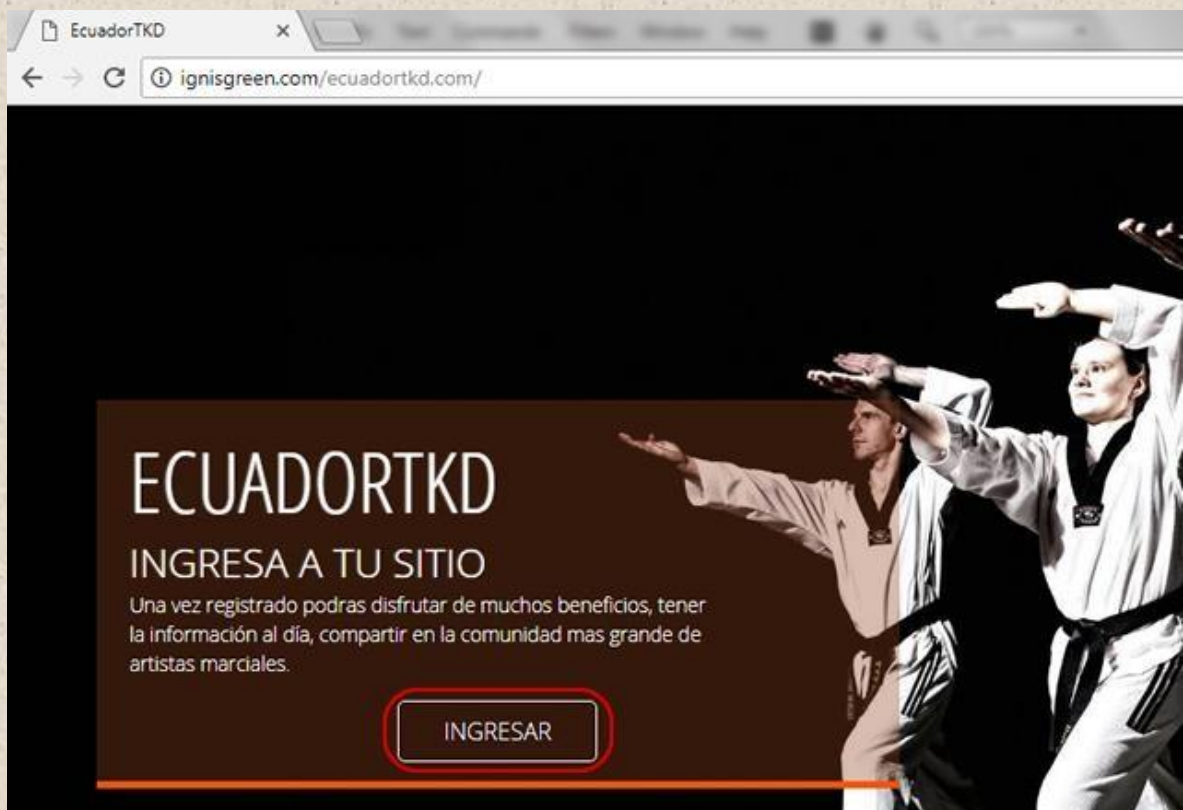 EcuadorTKD
ignisgreen.com/ecuadortkd.com/
ECUADORTKD
INGRESA A TU SITIO
Una vez registrado podras disfrutar de muchos beneficios, tener
la información al día, compartir en la comunidad mas grande de
artistas marciales.
INGRESAR